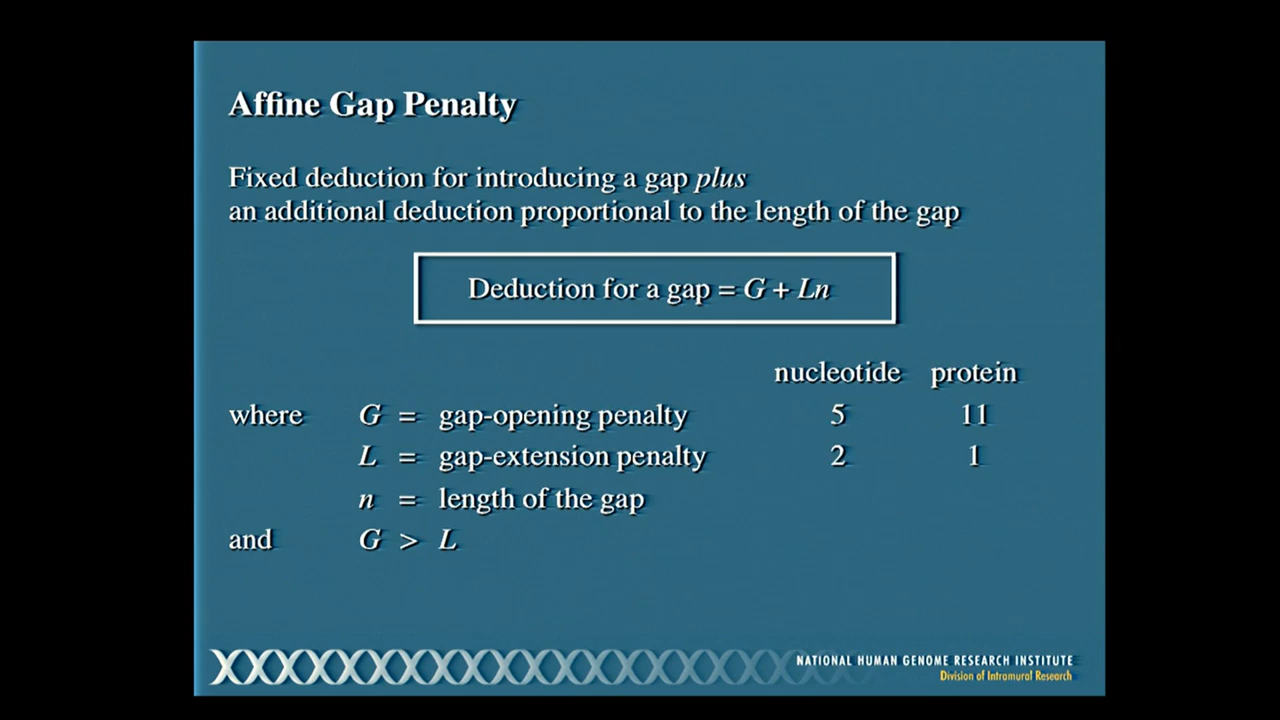 Affine Gap Penalty
Fixed deduction for introducing a gap plus
an additional deduction proportional to the length of the gap
Deduction for a gap = G + Ln
nucleotide protein
where G = gap-opening penalty 5 11
L = gap-extension penalty 2 1
n = length of the gap
and G > L
NATIONAL HUMAN GENOME RESEARCH INSTITUTE
Division of Intramural Research